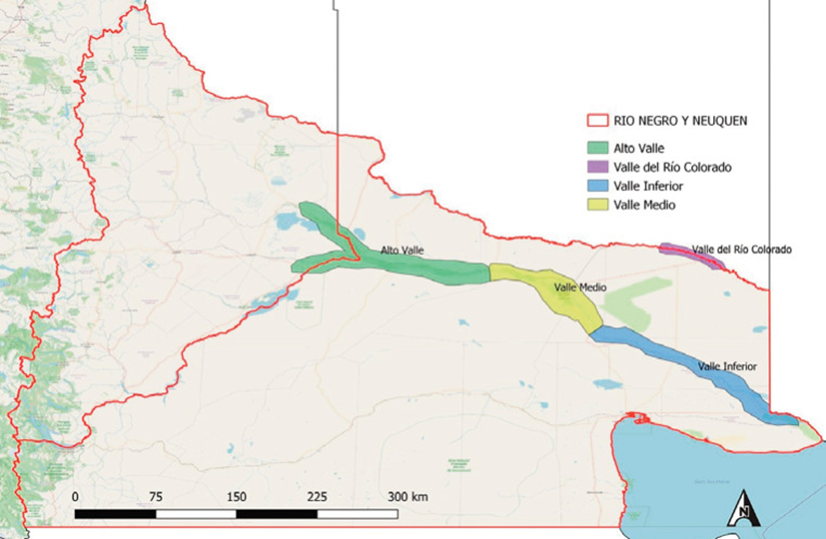 RIO NEGRO Y NEUQUEN
Alto Valle
Valle del Río Colorado
Valle Inferior
Valle Medio
Valle del Río Colorado
Alto Valle
Valle Medio
Valle Inferior
0 75 150 225 300 km
N